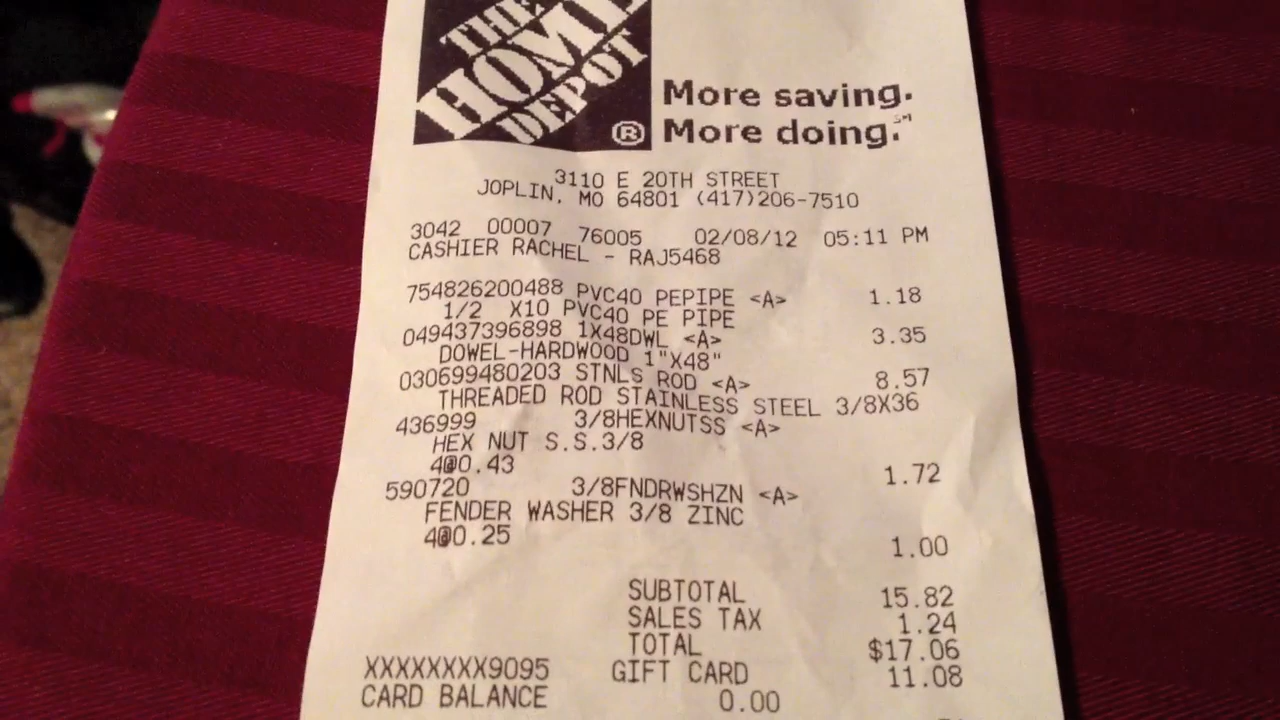 THE
HOME
DEPOT
®
More saving.
More doing.℠
3110 E 20TH STREET
JOPLIN, MO 64801 (417)206-7510
3042 00007 76005 02/08/12 05:11 PM
CASHIER RACHEL - RAJ5468
754826200488 PVC40 PEPIPE <A> 1.18
1/2 X10 PVC40 PE PIPE
049437396898 1X48DWL <A> 3.35
DOWEL-HARDWOOD 1"X48"
030699480203 STNLS ROD <A> 8.57
THREADED ROD STAINLESS STEEL 3/8X36
436999 3/8HEXNUTSS <A>
HEX NUT S.S.3/8
4@0.43 1.72
590720 3/8FNDRWSHZN <A>
FENDER WASHER 3/8 ZINC
4@0.25 1.00
SUBTOTAL 15.82
SALES TAX 1.24
TOTAL $17.06
XXXXXXXX9095 GIFT CARD 11.08
CARD BALANCE 0.00